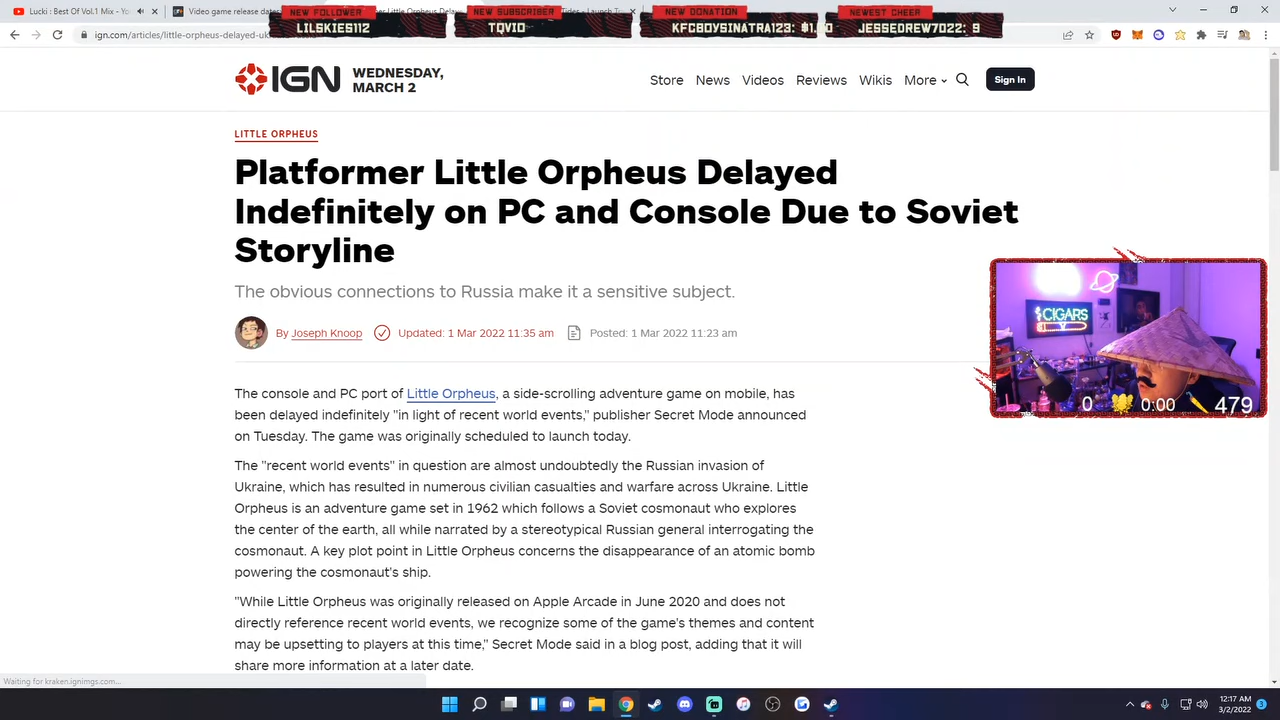 Lucki : Best Of Vol.1 Mix - Yo
Video game release dates
NEW FOLLOWER
LILSKIES112
NEW SUBSCRIBER
TQVID
NEW DONATION
KFCBOYSINATRA123: $1.
NEWEST CHEER
JESSEDREW7022: 9
ign.com/articles/little-orpheus
IGN WEDNESDAY,
MARCH 2
Store News Videos Reviews Wikis More Sign In
LITTLE ORPHEUS
Platformer Little Orpheus Delayed
Indefinitely on PC and Console Due to Soviet
Storyline
The obvious connections to Russia make it a sensitive subject.
By Joseph Knoop Updated: 1 Mar 2022 11:35 am Posted: 1 Mar 2022 11:23 am
CIGARS
0 0:00 479
The console and PC port of Little Orpheus, a side-scrolling adventure game on mobile, has
been delayed indefinitely "in light of recent world events," publisher Secret Mode announced
on Tuesday. The game was originally scheduled to launch today.
The "recent world events" in question are almost undoubtedly the Russian invasion of
Ukraine, which has resulted in numerous civilian casualties and warfare across Ukraine. Little
Orpheus is an adventure game set in 1962 which follows a Soviet cosmonaut who explores
the center of the earth, all while narrated by a stereotypical Russian general interrogating the
cosmonaut. A key plot point in Little Orpheus concerns the disappearance of an atomic bomb
powering the cosmonaut's ship.
"While Little Orpheus was originally released on Apple Arcade in June 2020 and does not
directly reference recent world events, we recognize some of the game's themes and content
may be upsetting to players at this time," Secret Mode said in a blog post, adding that it will
share more information at a later date.
Waiting for kraken.ignimgs.com...
12:17 AM
3/2/2022